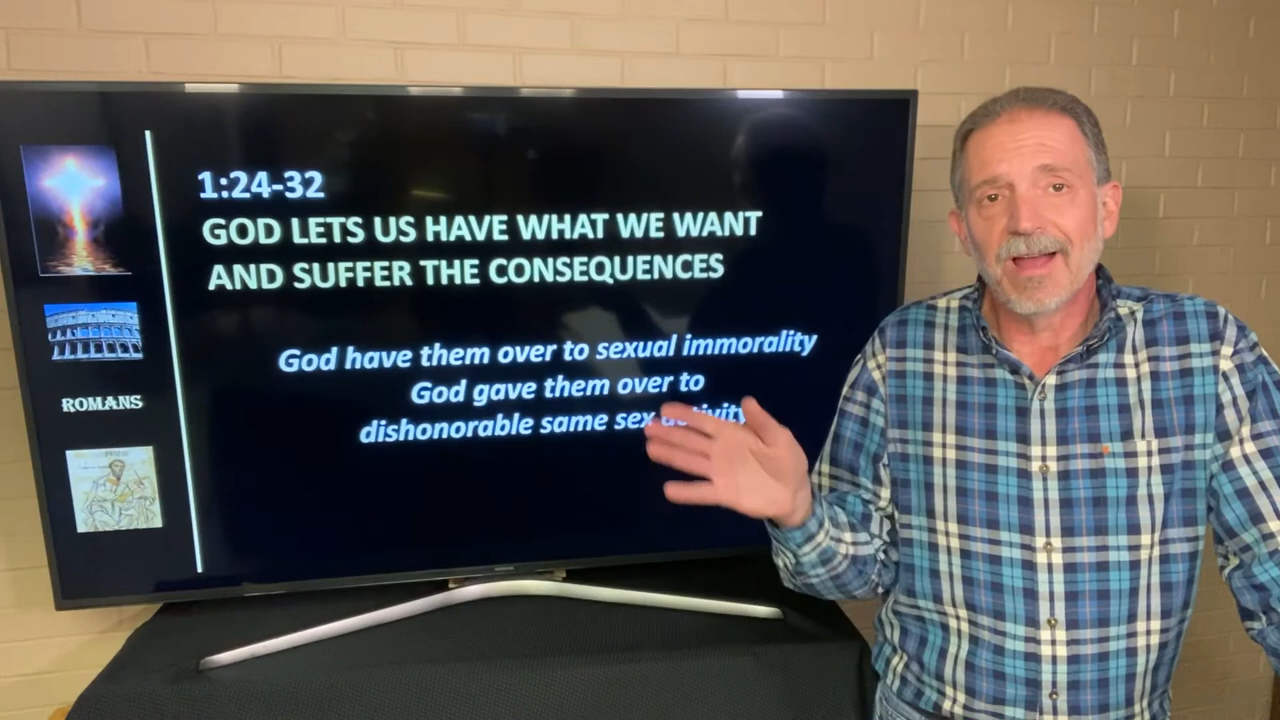 1:24-32
GOD LETS US HAVE WHAT WE WANT
AND SUFFER THE CONSEQUENCES
God have them over to sexual immorality
God gave them over to
dishonorable same sex activity
ROMANS